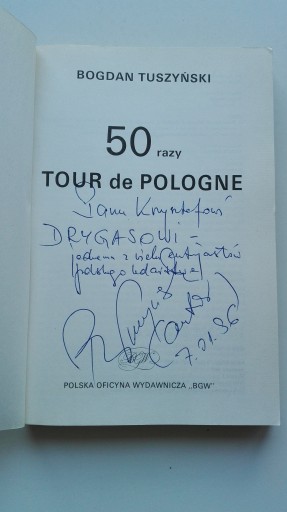 BOGDAN TUSZYŃSKI
50 razy
TOUR de POLOGNE
Panu Krzysztofowi
DRYGASOWI -
jednemu z wielu entuzjastów
polskiego kolarstwa
(autor)
7.01.96
POLSKA OFICYNA WYDAWNICZA „BGW"